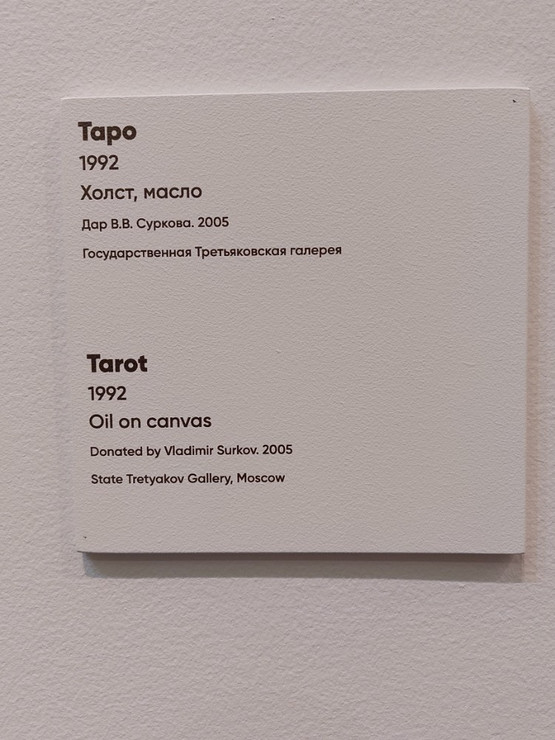 Таро
1992
Холст, масло
Дар В.В. Суркова. 2005
Государственная Третьяковская галерея
Tarot
1992
Oil on canvas
Donated by Vladimir Surkov. 2005
State Tretyakov Gallery, Moscow